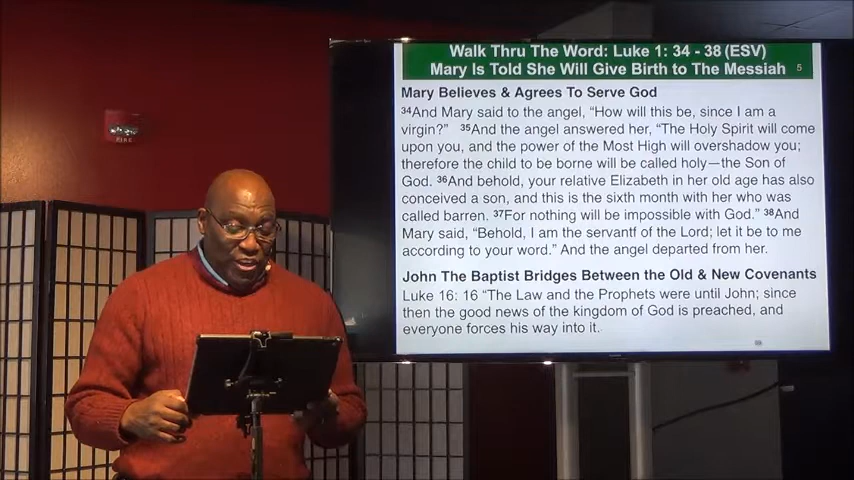 Walk Thru The Word: Luke 1: 34 - 38 (ESV)
Mary Is Told She Will Give Birth to The Messiah 5
Mary Believes & Agrees To Serve God
³⁴And Mary said to the angel, “How will this be, since I am a
virgin?” ³⁵And the angel answered her, “The Holy Spirit will come
upon you, and the power of the Most High will overshadow you;
therefore the child to be borne will be called holy—the Son of
God. ³⁶And behold, your relative Elizabeth in her old age has also
conceived a son, and this is the sixth month with her who was
called barren. ³⁷For nothing will be impossible with God.” ³⁸And
Mary said, “Behold, I am the servantf of the Lord; let it be to me
according to your word.” And the angel departed from her.
John The Baptist Bridges Between the Old & New Covenants
Luke 16: 16 “The Law and the Prophets were until John; since
then the good news of the kingdom of God is preached, and
everyone forces his way into it.
FIRE